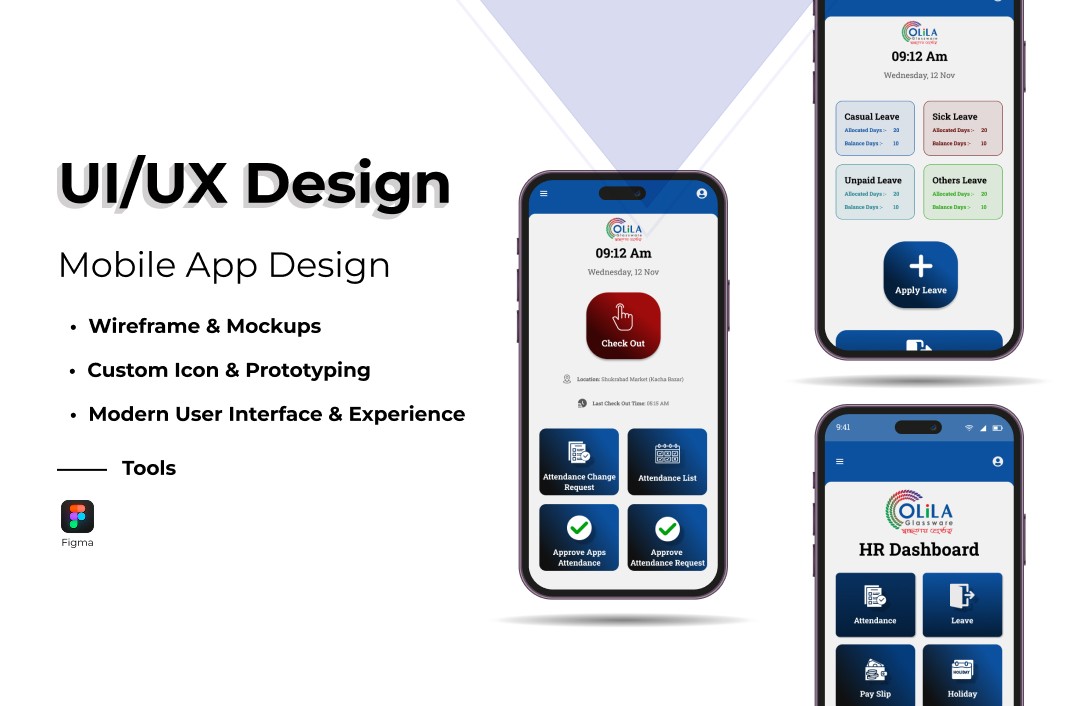 UI/UX Design
Mobile App Design
• Wireframe & Mockups
• Custom Icon & Prototyping
• Modern User Interface & Experience
Tools
Figma
OLiLA
Glassware
09:12 Am
Wednesday, 12 Nov
Check Out
Location: Shukrabad Market (Kacha Bazar)
Last Check Out Time: 08:15 AM
Attendance Change
Request
Attendance List
Approve Apps
Attendance
Approve
Attendance Request
OLiLA
Glassware
09:12 Am
Wednesday, 12 Nov
Casual Leave
Allocated Days :- 20
Balance Days :- 10
Sick Leave
Allocated Days :- 20
Balance Days :- 10
Unpaid Leave
Allocated Days :- 20
Balance Days :- 10
Others Leave
Allocated Days :- 20
Balance Days :- 10
Apply Leave
9:41
OLiLA
Glassware
HR Dashboard
Attendance
Leave
Pay Slip
HOLIDAY
Holiday